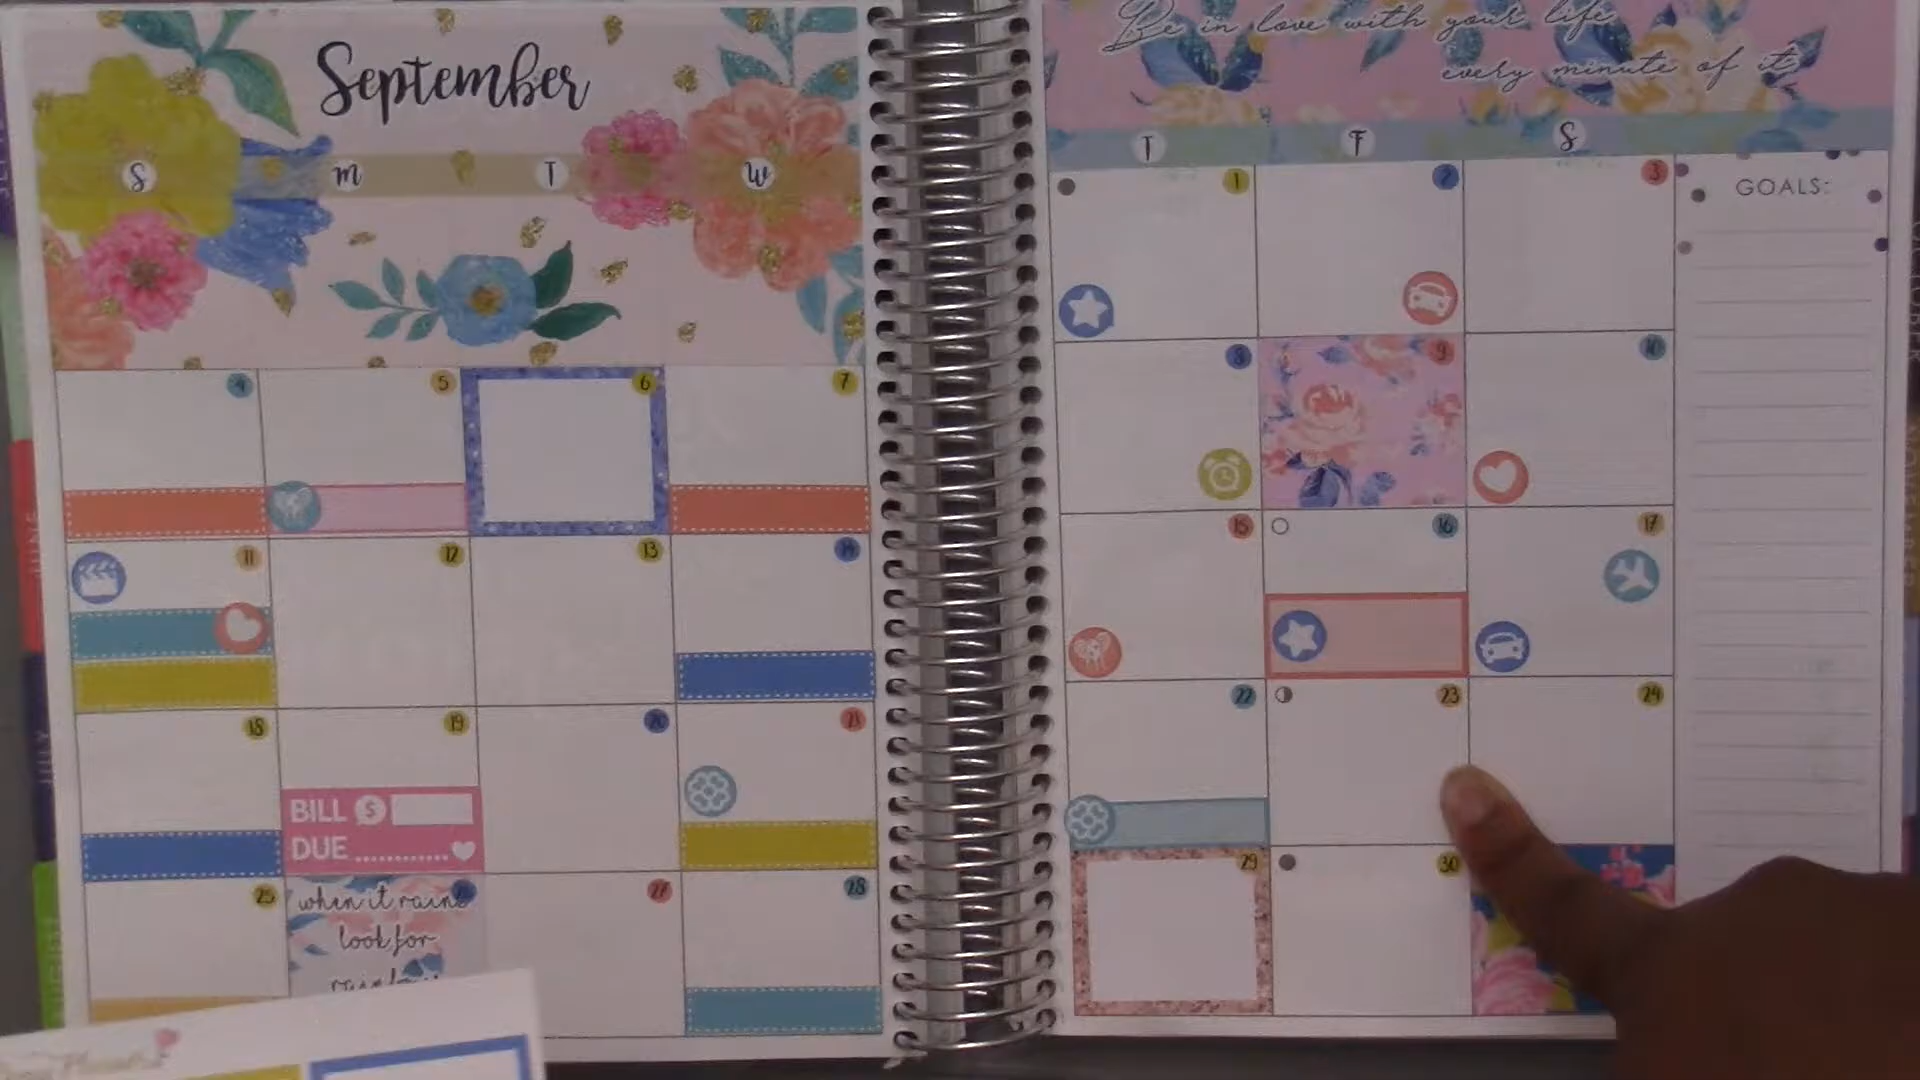 September
S M T W
4 5 6 7
11 12 13 14
18 19 20 21
BILL $
DUE
25 26 27 28
when it rains
look for
Be in love with your life
every minute of it
T F S
1 2 3
GOALS:
8 9 10
15 16 17
22 23 24
29 30
JUNE
JULY